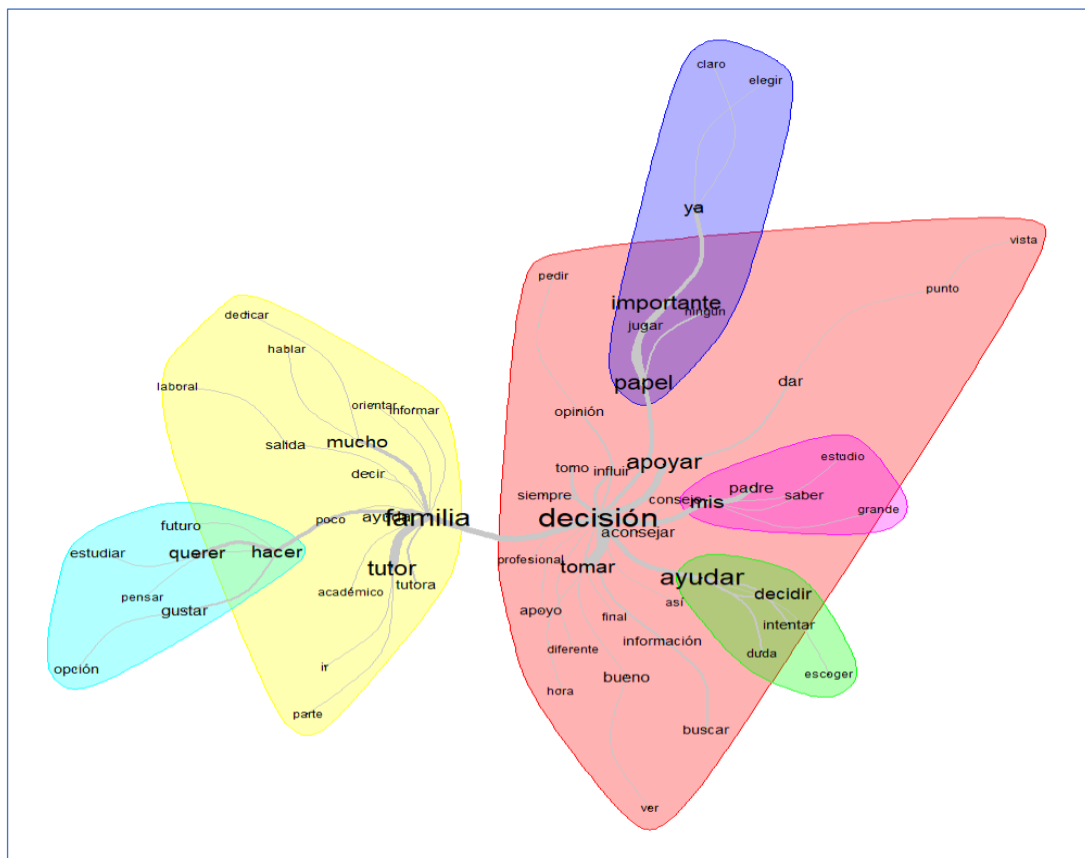 claro
elegir
ya
vista
pedir
punto
importante
ningún
jugar
dedicar
hablar
papel
dar
laboral
orientar
informar
opinión
mucho
salida
estudio
apoyar
tomo
influir
decir
padre
siempre
consejo
mis
saber
grande
poco
ayuda
familia
decisión
futuro
aconsejar
estudiar
querer
hacer
profesional
tutor
tomar
ayudar
tutora
académico
decidir
pensar
gustar
apoyo
así
final
intentar
información
diferente
duda
ir
bueno
escoger
opción
hora
parte
buscar
ver